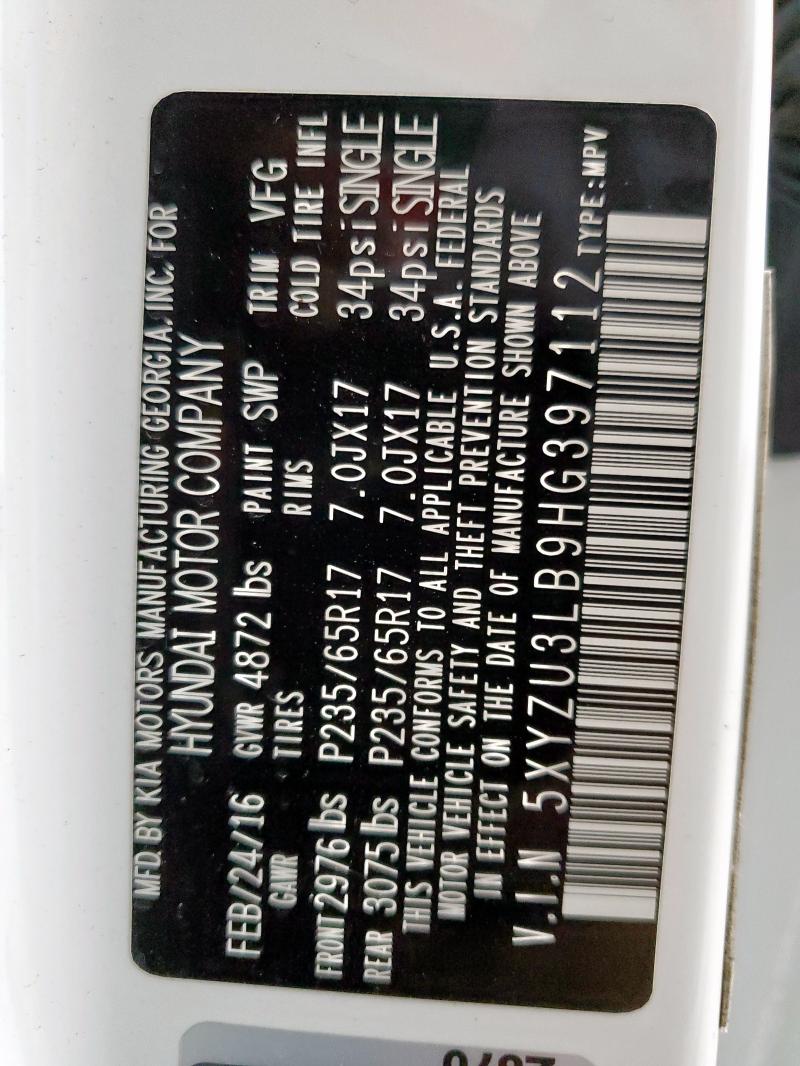 MFD. BY KIA MOTORS MANUFACTURING GEORGIA, INC. FOR
HYUNDAI MOTOR COMPANY
FEB/24/16 GVWR 4872 lbs PAINT SWP TRIM VFG
GAWR TIRES RIMS COLD TIRE INFL
FRONT 2976 lbs P235/65R17 7.0JX17 34psi SINGLE
REAR 3075 lbs P235/65R17 7.0JX17 34psi SINGLE
THIS VEHICLE CONFORMS TO ALL APPLICABLE U.S.A. FEDERAL
MOTOR VEHICLE SAFETY AND THEFT PREVENTION STANDARDS
IN EFFECT ON THE DATE OF MANUFACTURE SHOWN ABOVE
V.I.N 5XYZU3LB9HG397112 TYPE:MPV